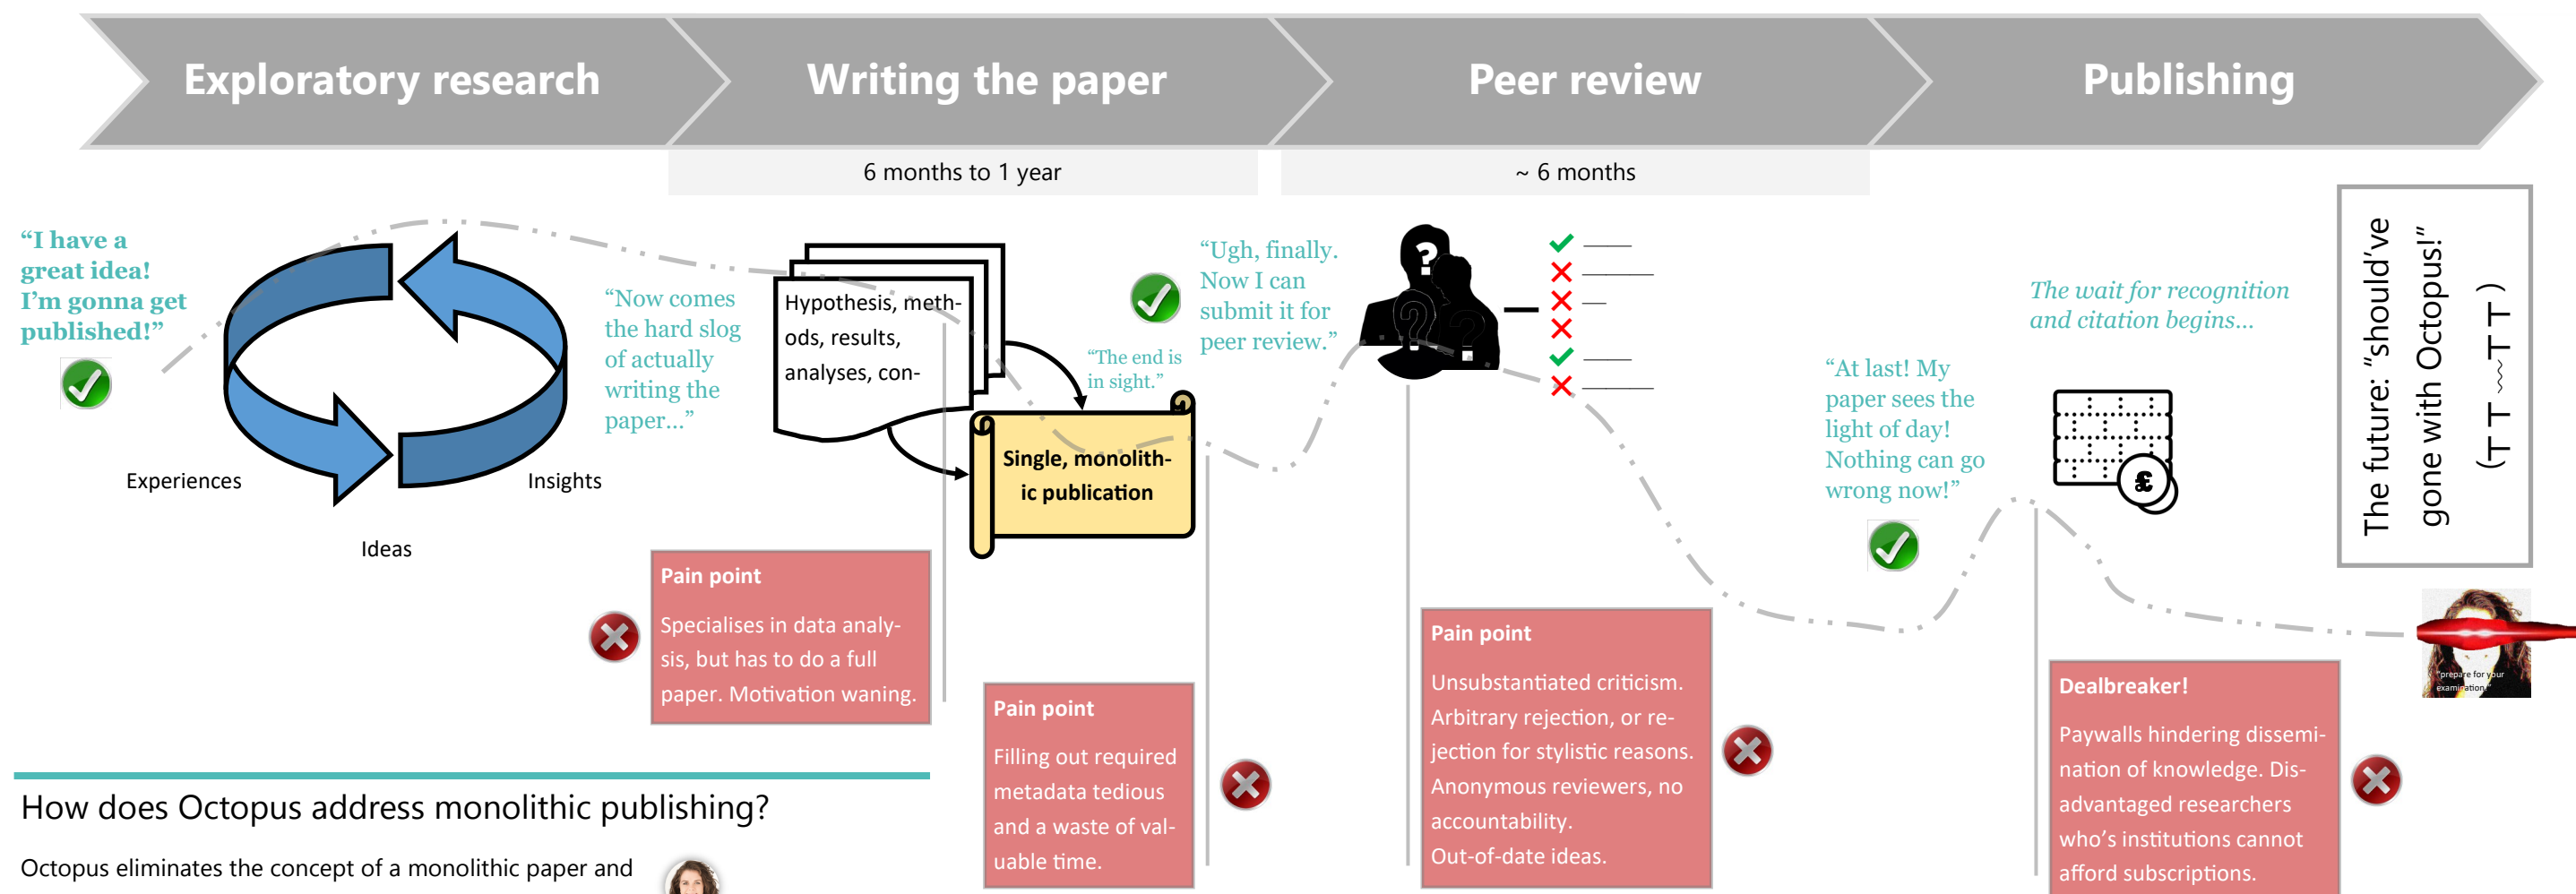 Exploratory research
Writing the paper
Peer review
Publishing
6 months to 1 year
~ 6 months
“I have a
great idea!
I’m gonna get
published!”
Experiences
Insights
Ideas
“Now comes
the hard slog
of actually
writing the
paper...”
Hypothesis, meth-
ods, results,
analyses, con-
“The end is
in sight.”
Single, monolith-
ic publication
“Ugh, finally.
Now I can
submit it for
peer review.”
? ? ?
“At last! My
paper sees the
light of day!
Nothing can go
wrong now!”
The wait for recognition
and citation begins...
£
The future: “should’ve
gone with Octopus!”
(ㅜㅜ﹏ㅜㅜ)
Pain point
Specialises in data analy-
sis, but has to do a full
paper. Motivation waning.
Pain point
Filling out required
metadata tedious
and a waste of val-
uable time.
Pain point
Unsubstantiated criticism.
Arbitrary rejection, or re-
jection for stylistic reasons.
Anonymous reviewers, no
accountability.
Out-of-date ideas.
Dealbreaker!
Paywalls hindering dissemi-
nation of knowledge. Dis-
advantaged researchers
who’s institutions cannot
afford subscriptions.
“prepare for your
examination.”
How does Octopus address monolithic publishing?
Octopus eliminates the concept of a monolithic paper and